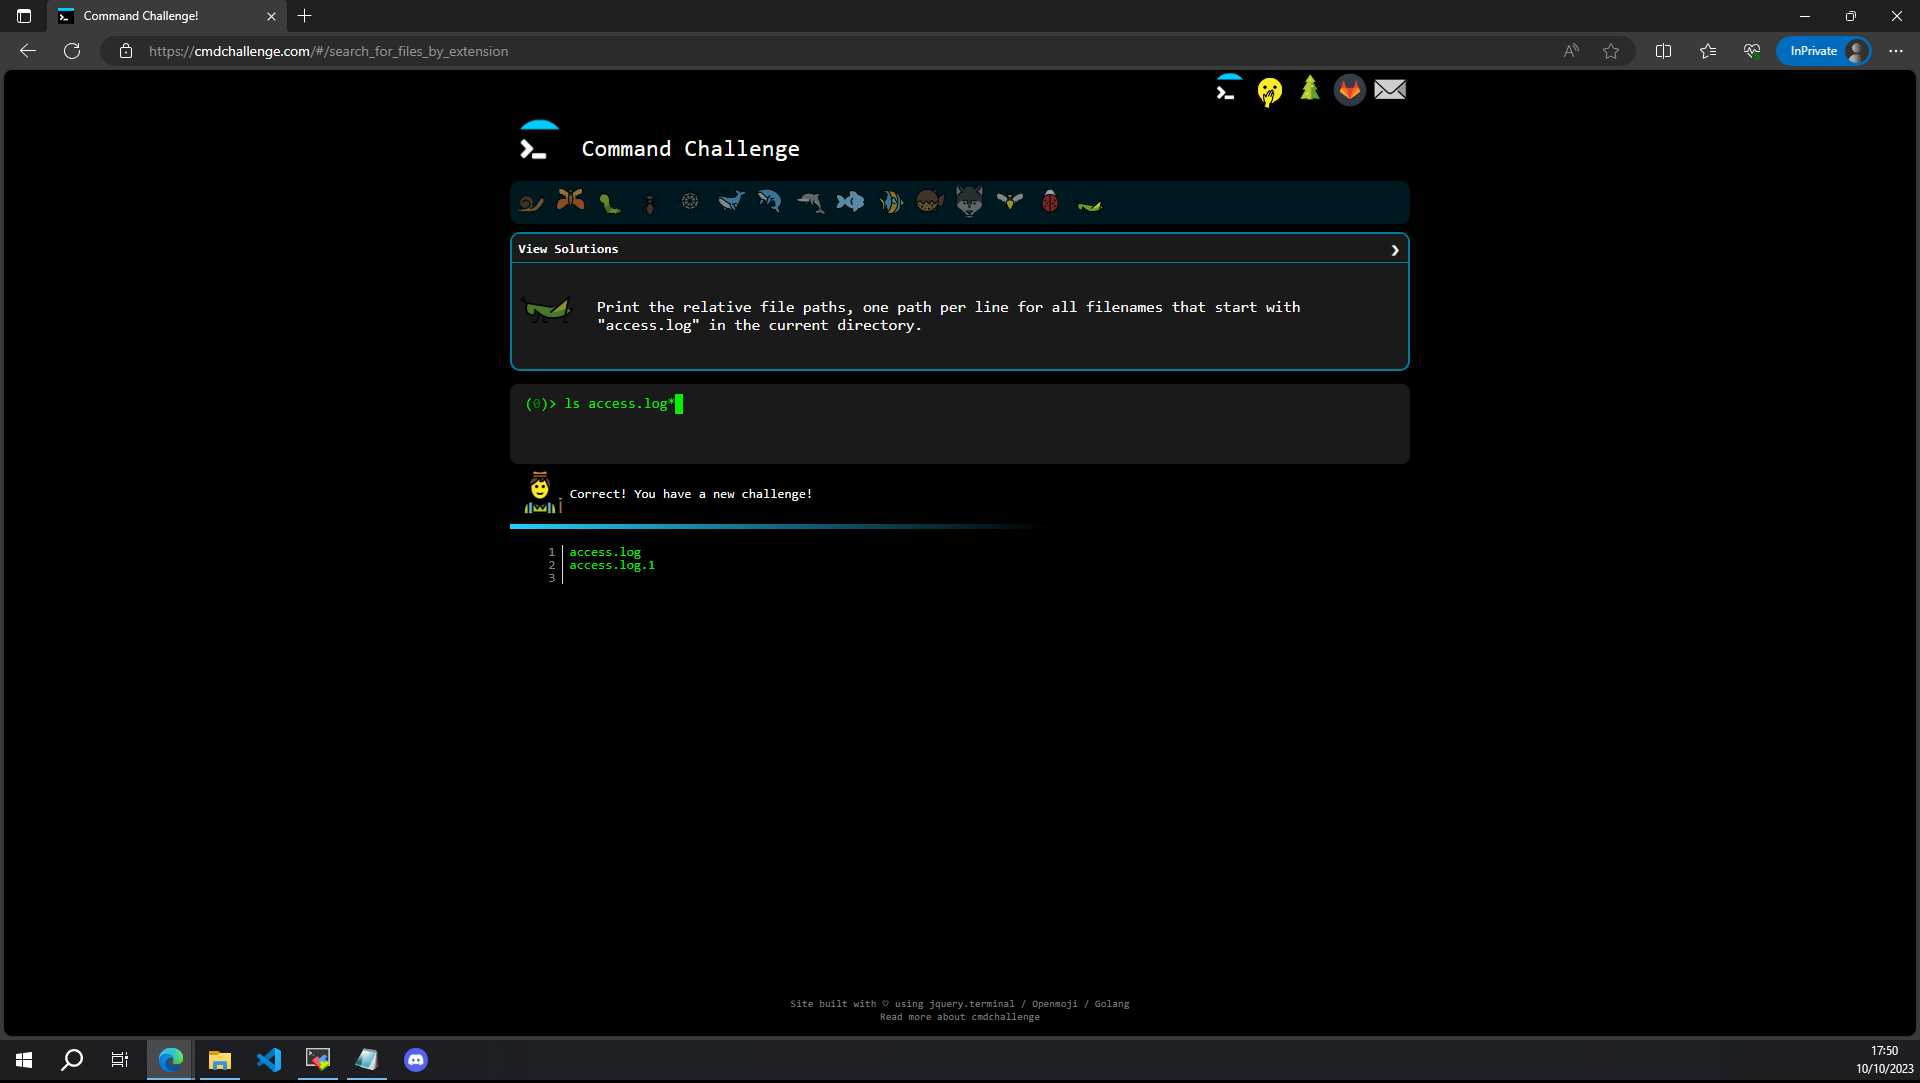 Command Challenge!
https://cmdchallenge.com/#/search_for_files_by_extension
InPrivate
Command Challenge
View Solutions
Print the relative file paths, one path per line for all filenames that start with
"access.log" in the current directory.
(0)> ls access.log*
Correct! You have a new challenge!
1 access.log
2 access.log.1
3
Site built with ♡ using jquery.terminal / Openmoji / Golang
Read more about cmdchallenge
17:50
10/10/2023